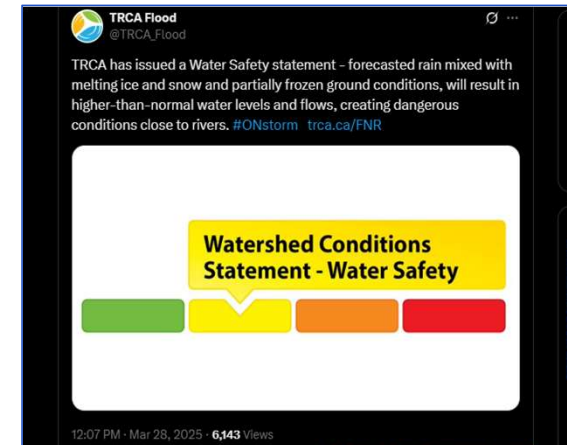 TRCA Flood
@TRCA_Flood
TRCA has issued a Water Safety statement - forecasted rain mixed with
melting ice and snow and partially frozen ground conditions, will result in
higher-than-normal water levels and flows, creating dangerous
conditions close to rivers. #ONstorm trca.ca/FNR
Watershed Conditions
Statement - Water Safety
12:07 PM · Mar 28, 2025 · 6,143 Views